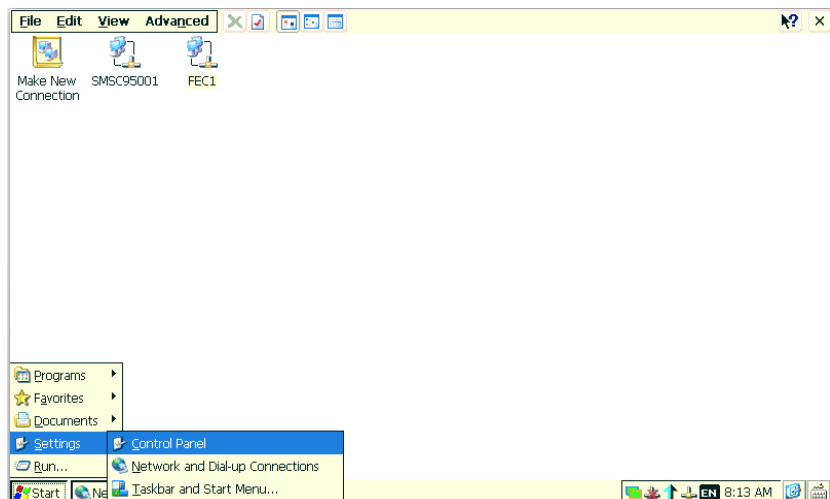 File Edit View Advanced
Make New Connection
SMSC95001
FEC1
Programs
Favorites
Documents
Settings
Control Panel
Run...
Network and Dial-up Connections
Taskbar and Start Menu...
Start
Ne
EN 8:13 AM